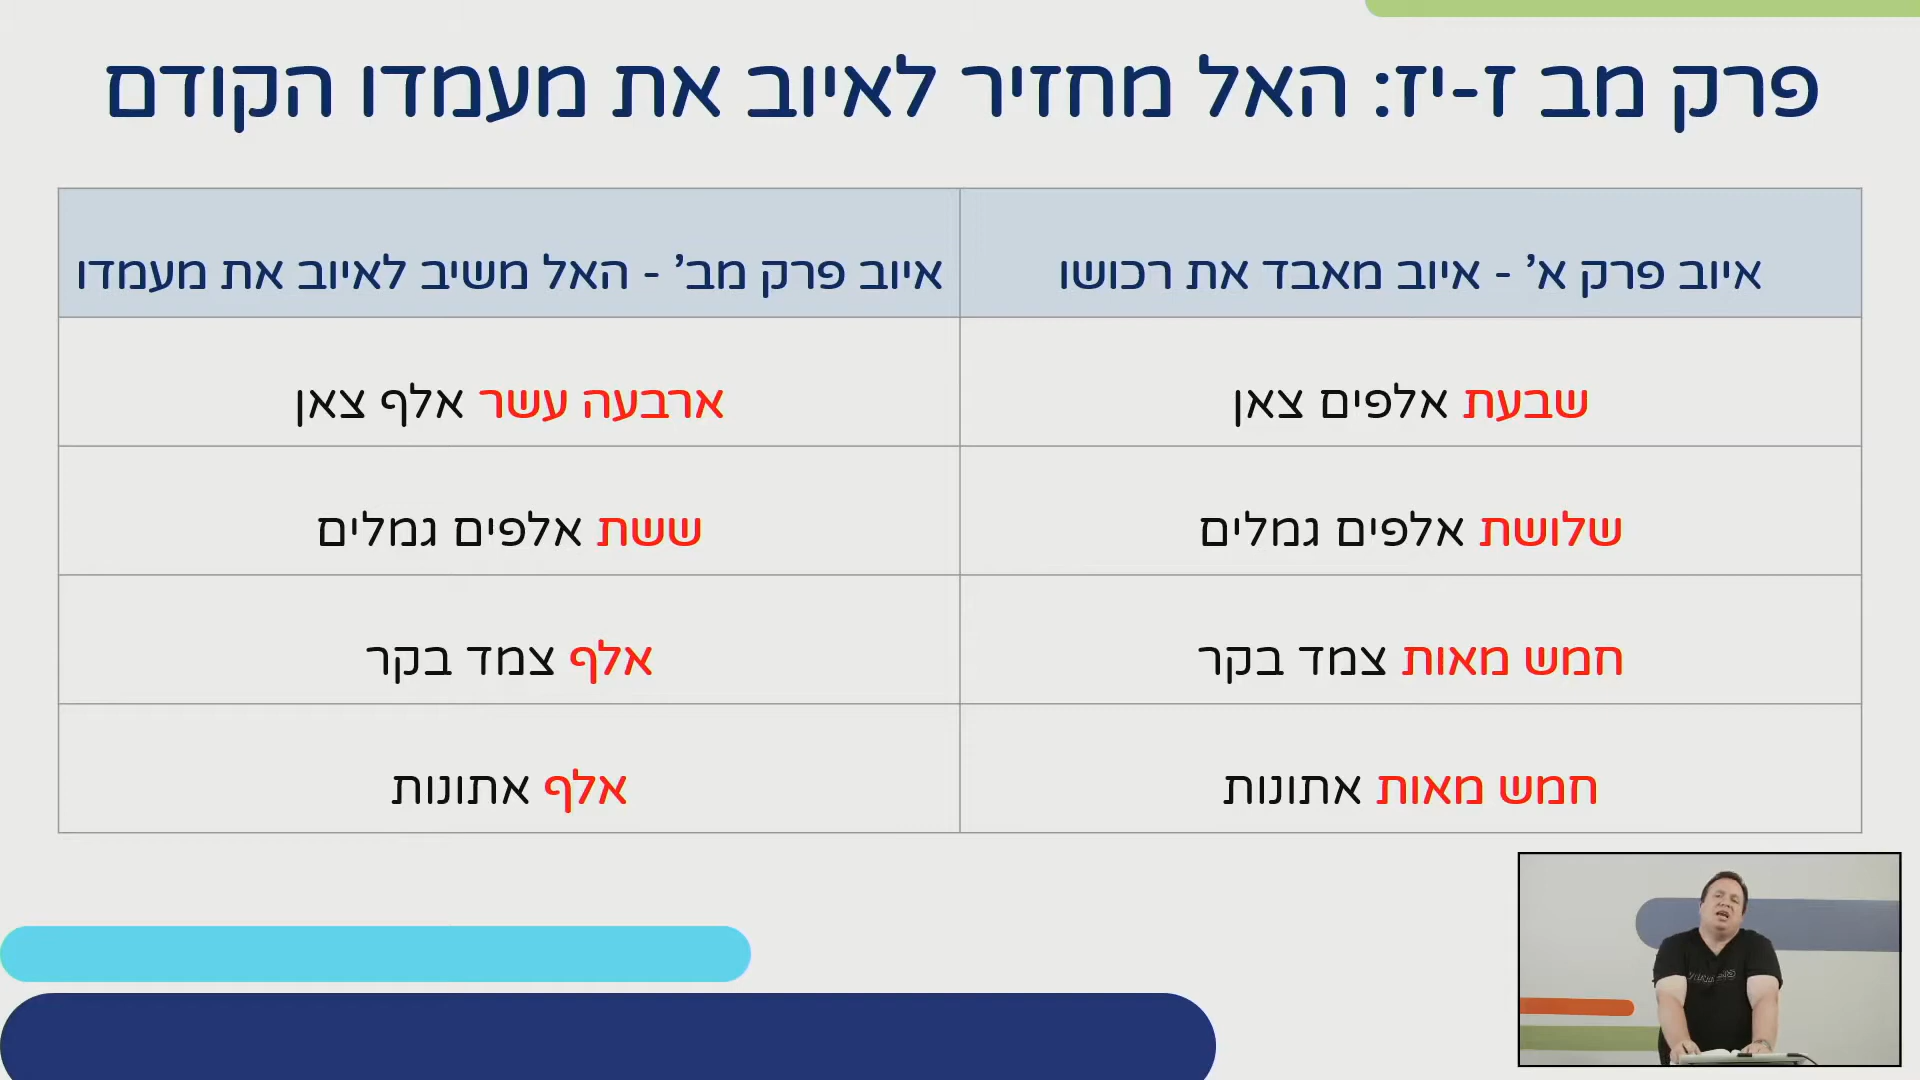 פרק מב ז-יז: האל מחזיר לאיוב את מעמדו הקודם
איוב פרק א' - איוב מאבד את רכושו
איוב פרק מב' - האל משיב לאיוב את מעמדו
שבעת אלפים צאן
ארבעה עשר אלף צאן
שלושת אלפים גמלים
ששת אלפים גמלים
חמש מאות צמד בקר
אלף צמד בקר
חמש מאות אתונות
אלף אתונות